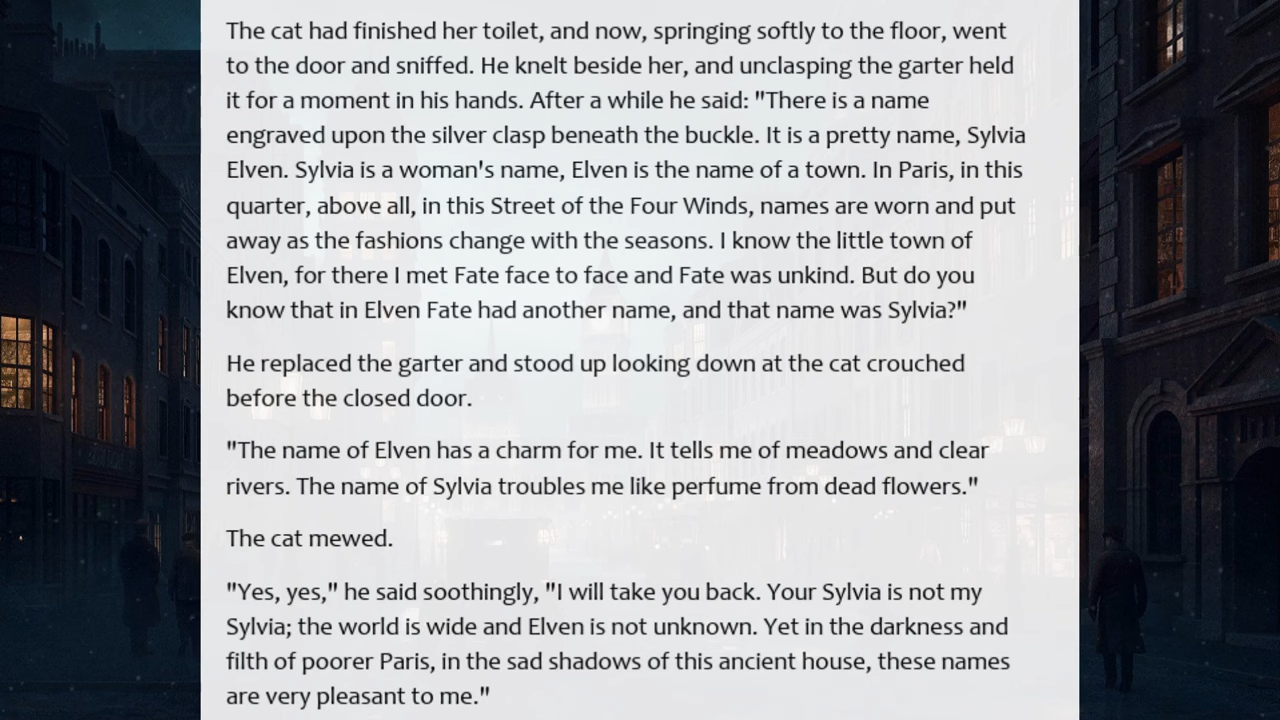 The cat had finished her toilet, and now, springing softly to the floor, went
to the door and sniffed. He knelt beside her, and unclasping the garter held
it for a moment in his hands. After a while he said: "There is a name
engraved upon the silver clasp beneath the buckle. It is a pretty name, Sylvia
Elven. Sylvia is a woman's name, Elven is the name of a town. In Paris, in this
quarter, above all, in this Street of the Four Winds, names are worn and put
away as the fashions change with the seasons. I know the little town of
Elven, for there I met Fate face to face and Fate was unkind. But do you
know that in Elven Fate had another name, and that name was Sylvia?"
He replaced the garter and stood up looking down at the cat crouched
before the closed door.
"The name of Elven has a charm for me. It tells me of meadows and clear
rivers. The name of Sylvia troubles me like perfume from dead flowers."
The cat mewed.
"Yes, yes," he said soothingly, "I will take you back. Your Sylvia is not my
Sylvia; the world is wide and Elven is not unknown. Yet in the darkness and
filth of poorer Paris, in the sad shadows of this ancient house, these names
are very pleasant to me."